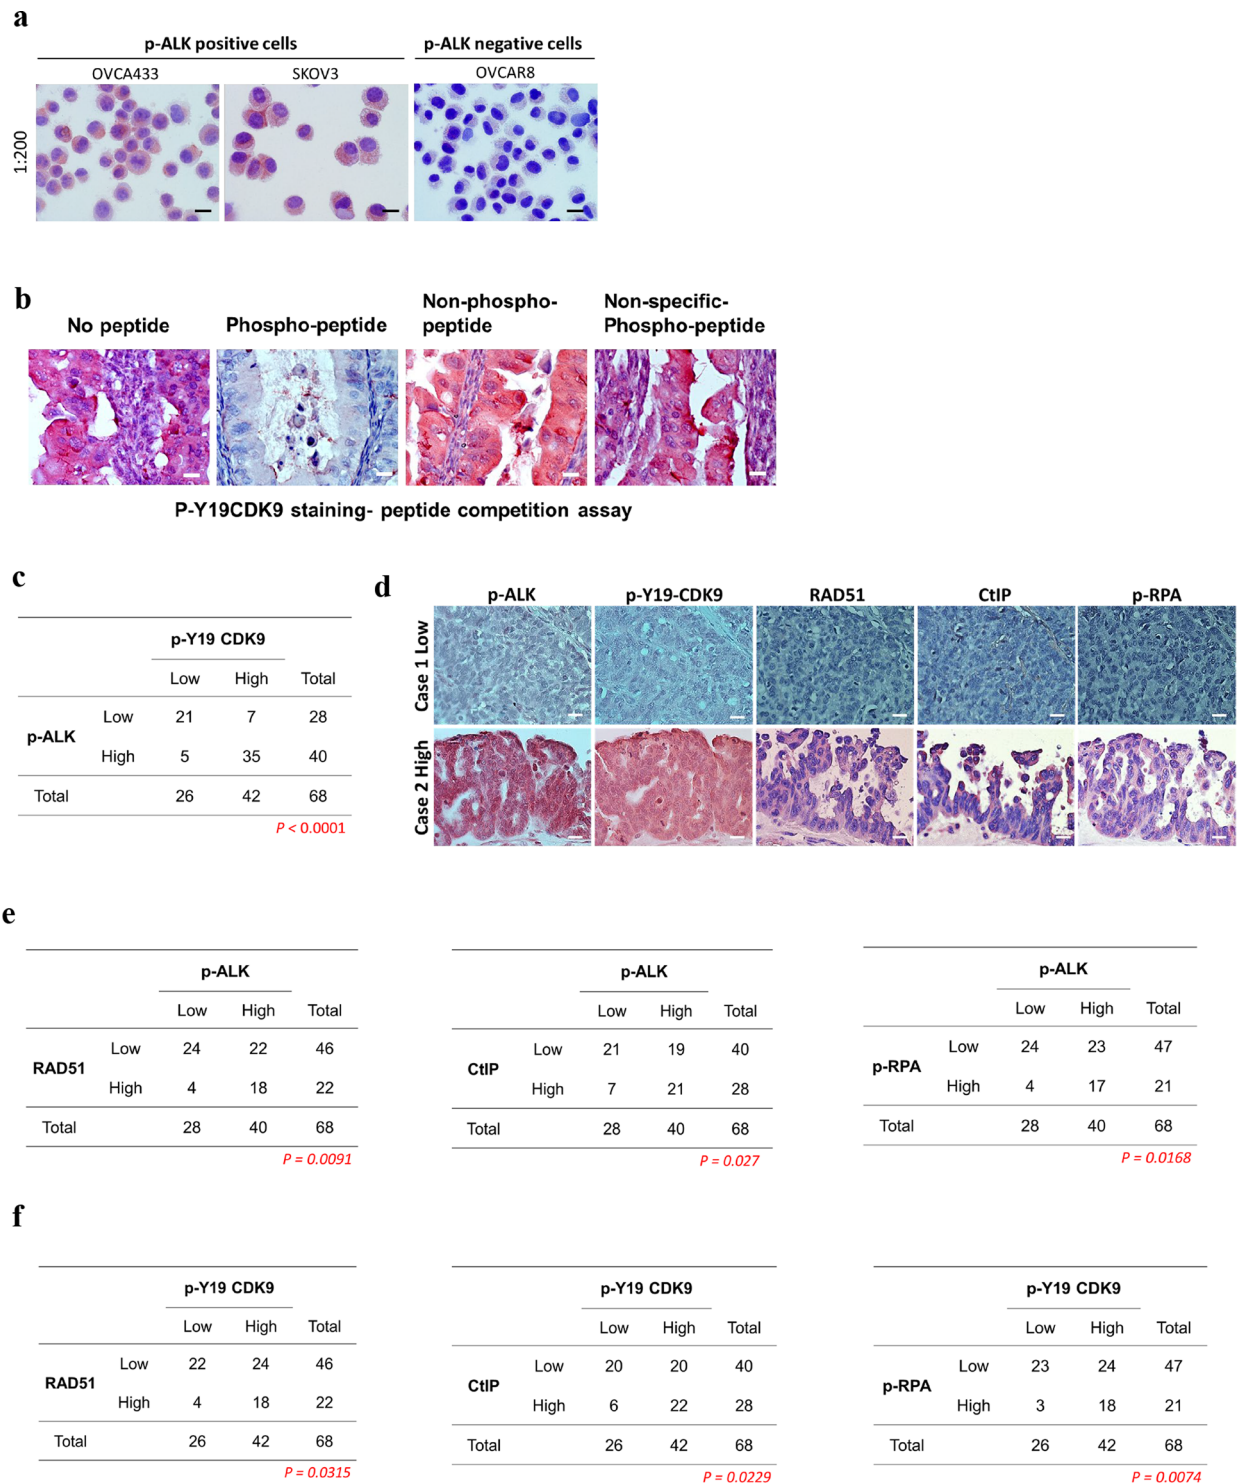 a
p-ALK positive cells
p-ALK negative cells
OVCA433
SKOV3
OVCAR8
1:200
b
No peptide
Phospho-peptide
Non-phospho-
peptide
Non-specific-
Phospho-peptide
P-Y19CDK9 staining- peptide competition assay
c
p-Y19 CDK9
Low High Total
p-ALK
Low 21 7 28
High 5 35 40
Total 26 42 68
P < 0.0001
d
p-ALK
p-Y19-CDK9
RAD51
CtIP
p-RPA
Case 1 Low
Case 2 High
e
p-ALK
Low High Total
RAD51
Low 24 22 46
High 4 18 22
Total 28 40 68
P = 0.0091
p-ALK
Low High Total
CtIP
Low 21 19 40
High 7 21 28
Total 28 40 68
P = 0.027
p-ALK
Low High Total
p-RPA
Low 24 23 47
High 4 17 21
Total 28 40 68
P = 0.0168
f
p-Y19 CDK9
Low High Total
RAD51
Low 22 24 46
High 4 18 22
Total 26 42 68
P = 0.0315
p-Y19 CDK9
Low High Total
CtIP
Low 20 20 40
High 6 22 28
Total 26 42 68
P = 0.0229
p-Y19 CDK9
Low High Total
p-RPA
Low 23 24 47
High 3 18 21
Total 26 42 68
P = 0.0074